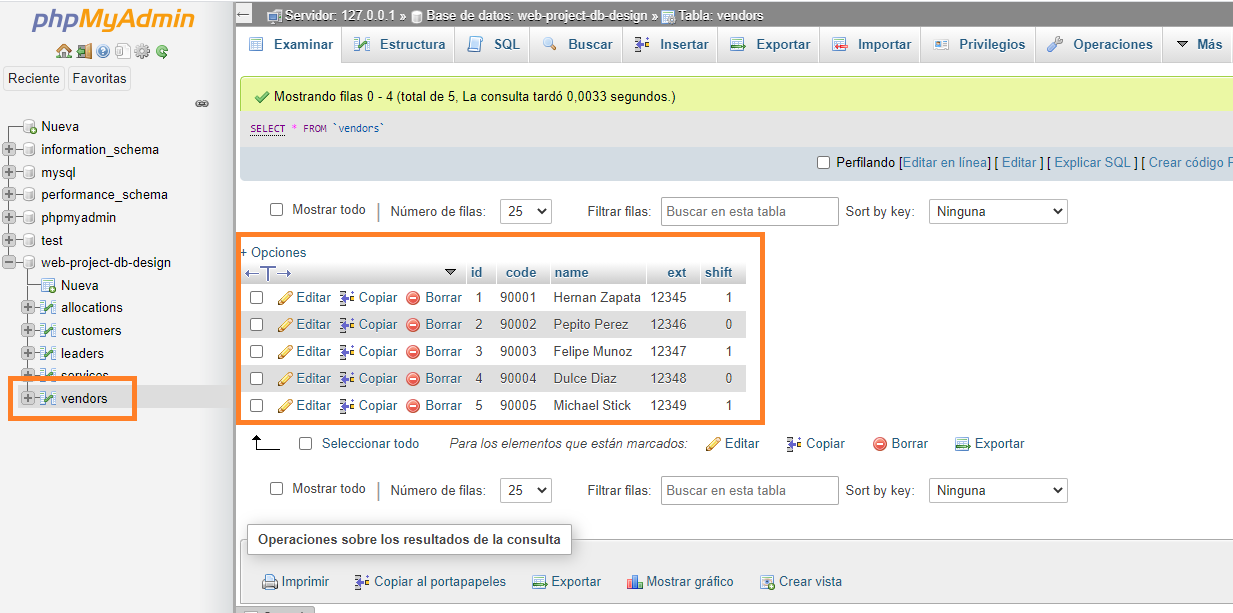 phpMyAdmin
Reciente Favoritas
Nueva
information_schema
mysql
performance_schema
phpmyadmin
test
web-project-db-design
Nueva
allocations
customers
leaders
services
vendors
Servidor: 127.0.0.1 » Base de datos: web-project-db-design » Tabla: vendors
Examinar Estructura SQL Buscar Insertar Exportar Importar Privilegios Operaciones Más
Mostrando filas 0 - 4 (total de 5, La consulta tardó 0,0033 segundos.)
SELECT * FROM `vendors`
Perfilando [Editar en línea] [ Editar ] [ Explicar SQL ] [ Crear código P
Mostrar todo | Número de filas: 25 Filtrar filas: Buscar en esta tabla Sort by key: Ninguna
+ Opciones
←T→ id code name ext shift
Editar Copiar Borrar 1 90001 Hernan Zapata 12345 1
Editar Copiar Borrar 2 90002 Pepito Perez 12346 0
Editar Copiar Borrar 3 90003 Felipe Munoz 12347 1
Editar Copiar Borrar 4 90004 Dulce Diaz 12348 0
Editar Copiar Borrar 5 90005 Michael Stick 12349 1
Seleccionar todo Para los elementos que están marcados: Editar Copiar Borrar Exportar
Mostrar todo | Número de filas: 25 Filtrar filas: Buscar en esta tabla Sort by key: Ninguna
Operaciones sobre los resultados de la consulta
Imprimir Copiar al portapapeles Exportar Mostrar gráfico Crear vista